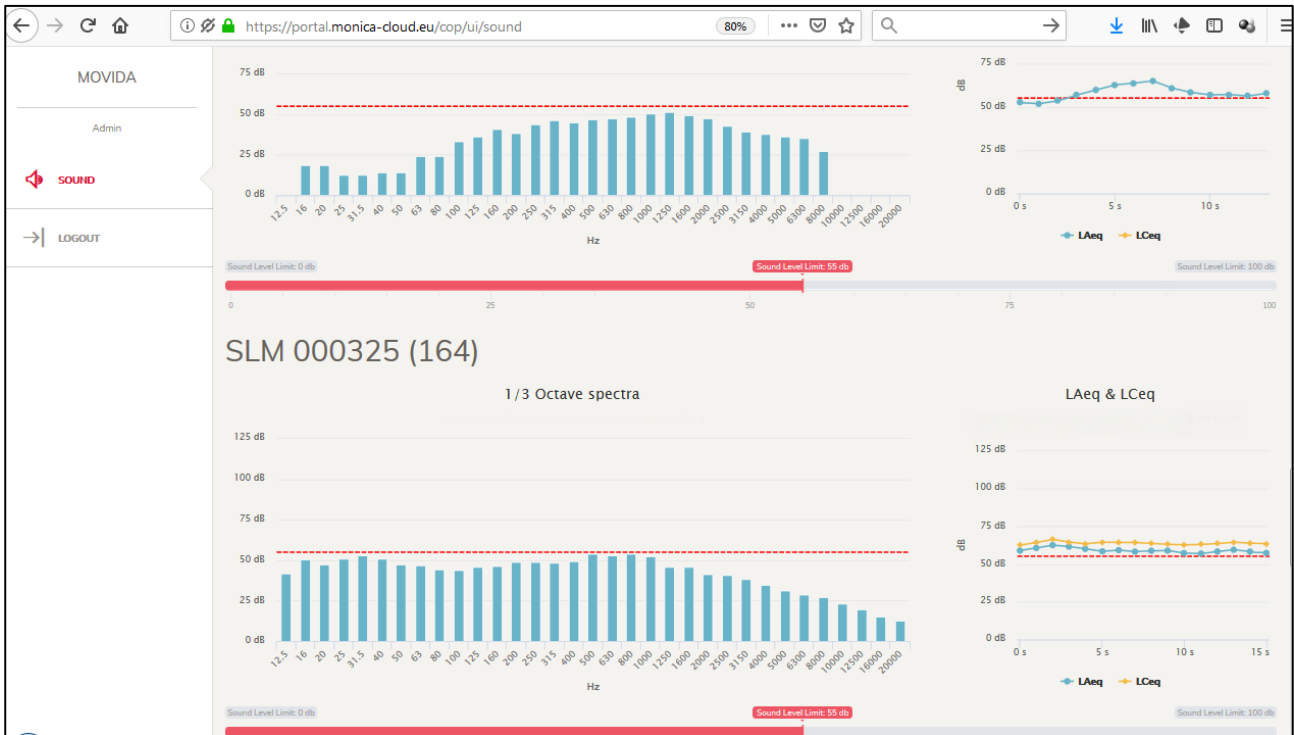 https://portal.monica-cloud.eu/cop/ui/sound
80%
MOVIDA
Admin
SOUND
LOGOUT
75 dB
50 dB
25 dB
0 dB
12.5 16 20 25 31.5 40 50 63 80 100 125 160 200 250 315 400 500 630 800 1000 1250 1600 2000 2500 3150 4000 5000 6300 8000 10000 12500 16000 20000
Hz
75 dB
dB
50 dB
25 dB
0 dB
0 s 5 s 10 s
LAeq LCeq
Sound Level Limit: 0 db Sound Level Limit: 55 db Sound Level Limit: 100 db
0 25 50 75 100
SLM 000325 (164)
1/3 Octave spectra
125 dB
100 dB
75 dB
50 dB
25 dB
0 dB
12.5 16 20 25 31.5 40 50 63 80 100 125 160 200 250 315 400 500 630 800 1000 1250 1600 2000 2500 3150 4000 5000 6300 8000 10000 12500 16000 20000
Hz
LAeq & LCeq
125 dB
100 dB
75 dB
dB
50 dB
25 dB
0 dB
0 s 5 s 10 s 15 s
LAeq LCeq
Sound Level Limit: 0 db Sound Level Limit: 55 db Sound Level Limit: 100 db